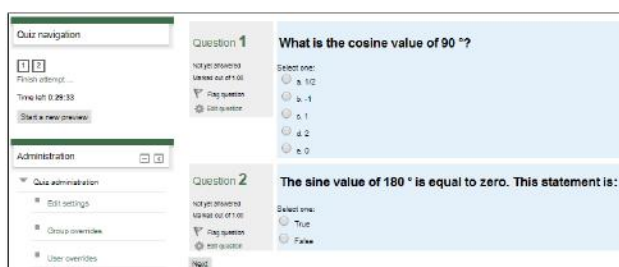 Quiz navigation
1 2
Finish attempt ...
Time left 0:29:33
Start a new preview
Administration
Quiz administration
Edit settings
Group overrides
User overrides
Question 1
Not yet answered
Marked out of 1.00
Flag question
Edit question
What is the cosine value of 90 °?
Select one:
a. 1/2
b. -1
c. 1
d. 2
e. 0
Question 2
Not yet answered
Marked out of 1.00
Flag question
Edit question
The sine value of 180 ° is equal to zero. This statement is:
Select one:
True
False
Next